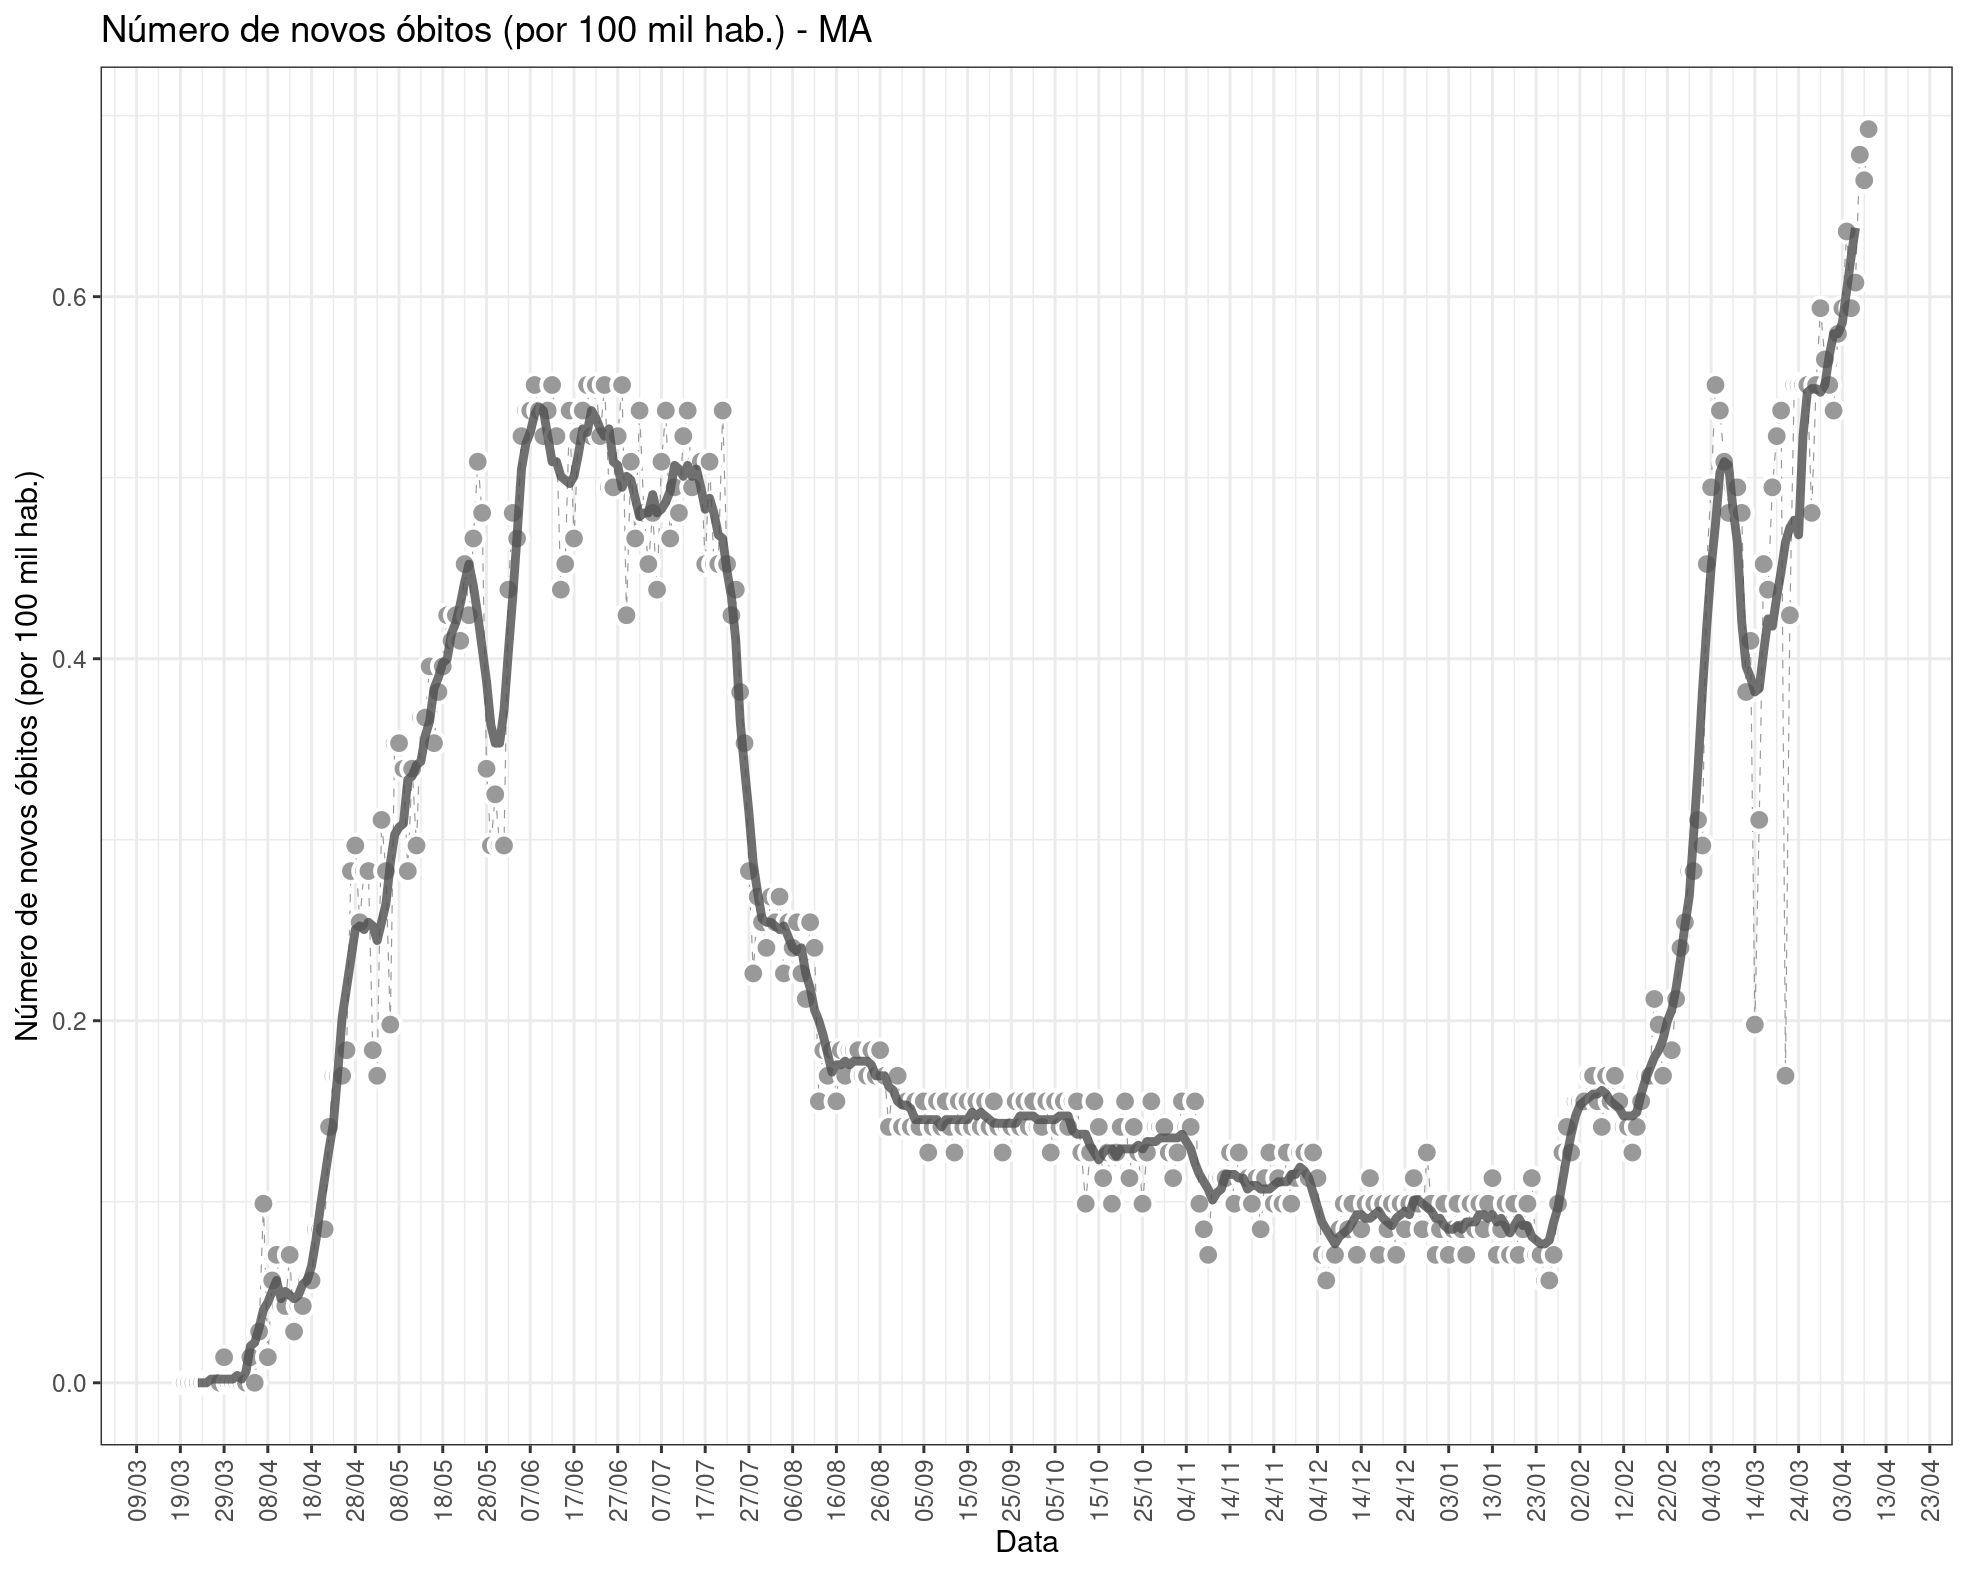 Número de novos óbitos (por 100 mil hab.) - MA
Número de novos óbitos (por 100 mil hab.)
0.6
0.4
0.2
0.0
09/03 19/03 29/03 08/04 18/04 28/04 08/05 18/05 28/05 07/06 17/06 27/06 07/07 17/07 27/07 06/08 16/08 26/08 05/09 15/09 25/09 05/10 15/10 25/10 04/11 14/11 24/11 04/12 14/12 24/12 03/01 13/01 23/01 02/02 12/02 22/02 04/03 14/03 24/03 03/04 13/04 23/04
Data